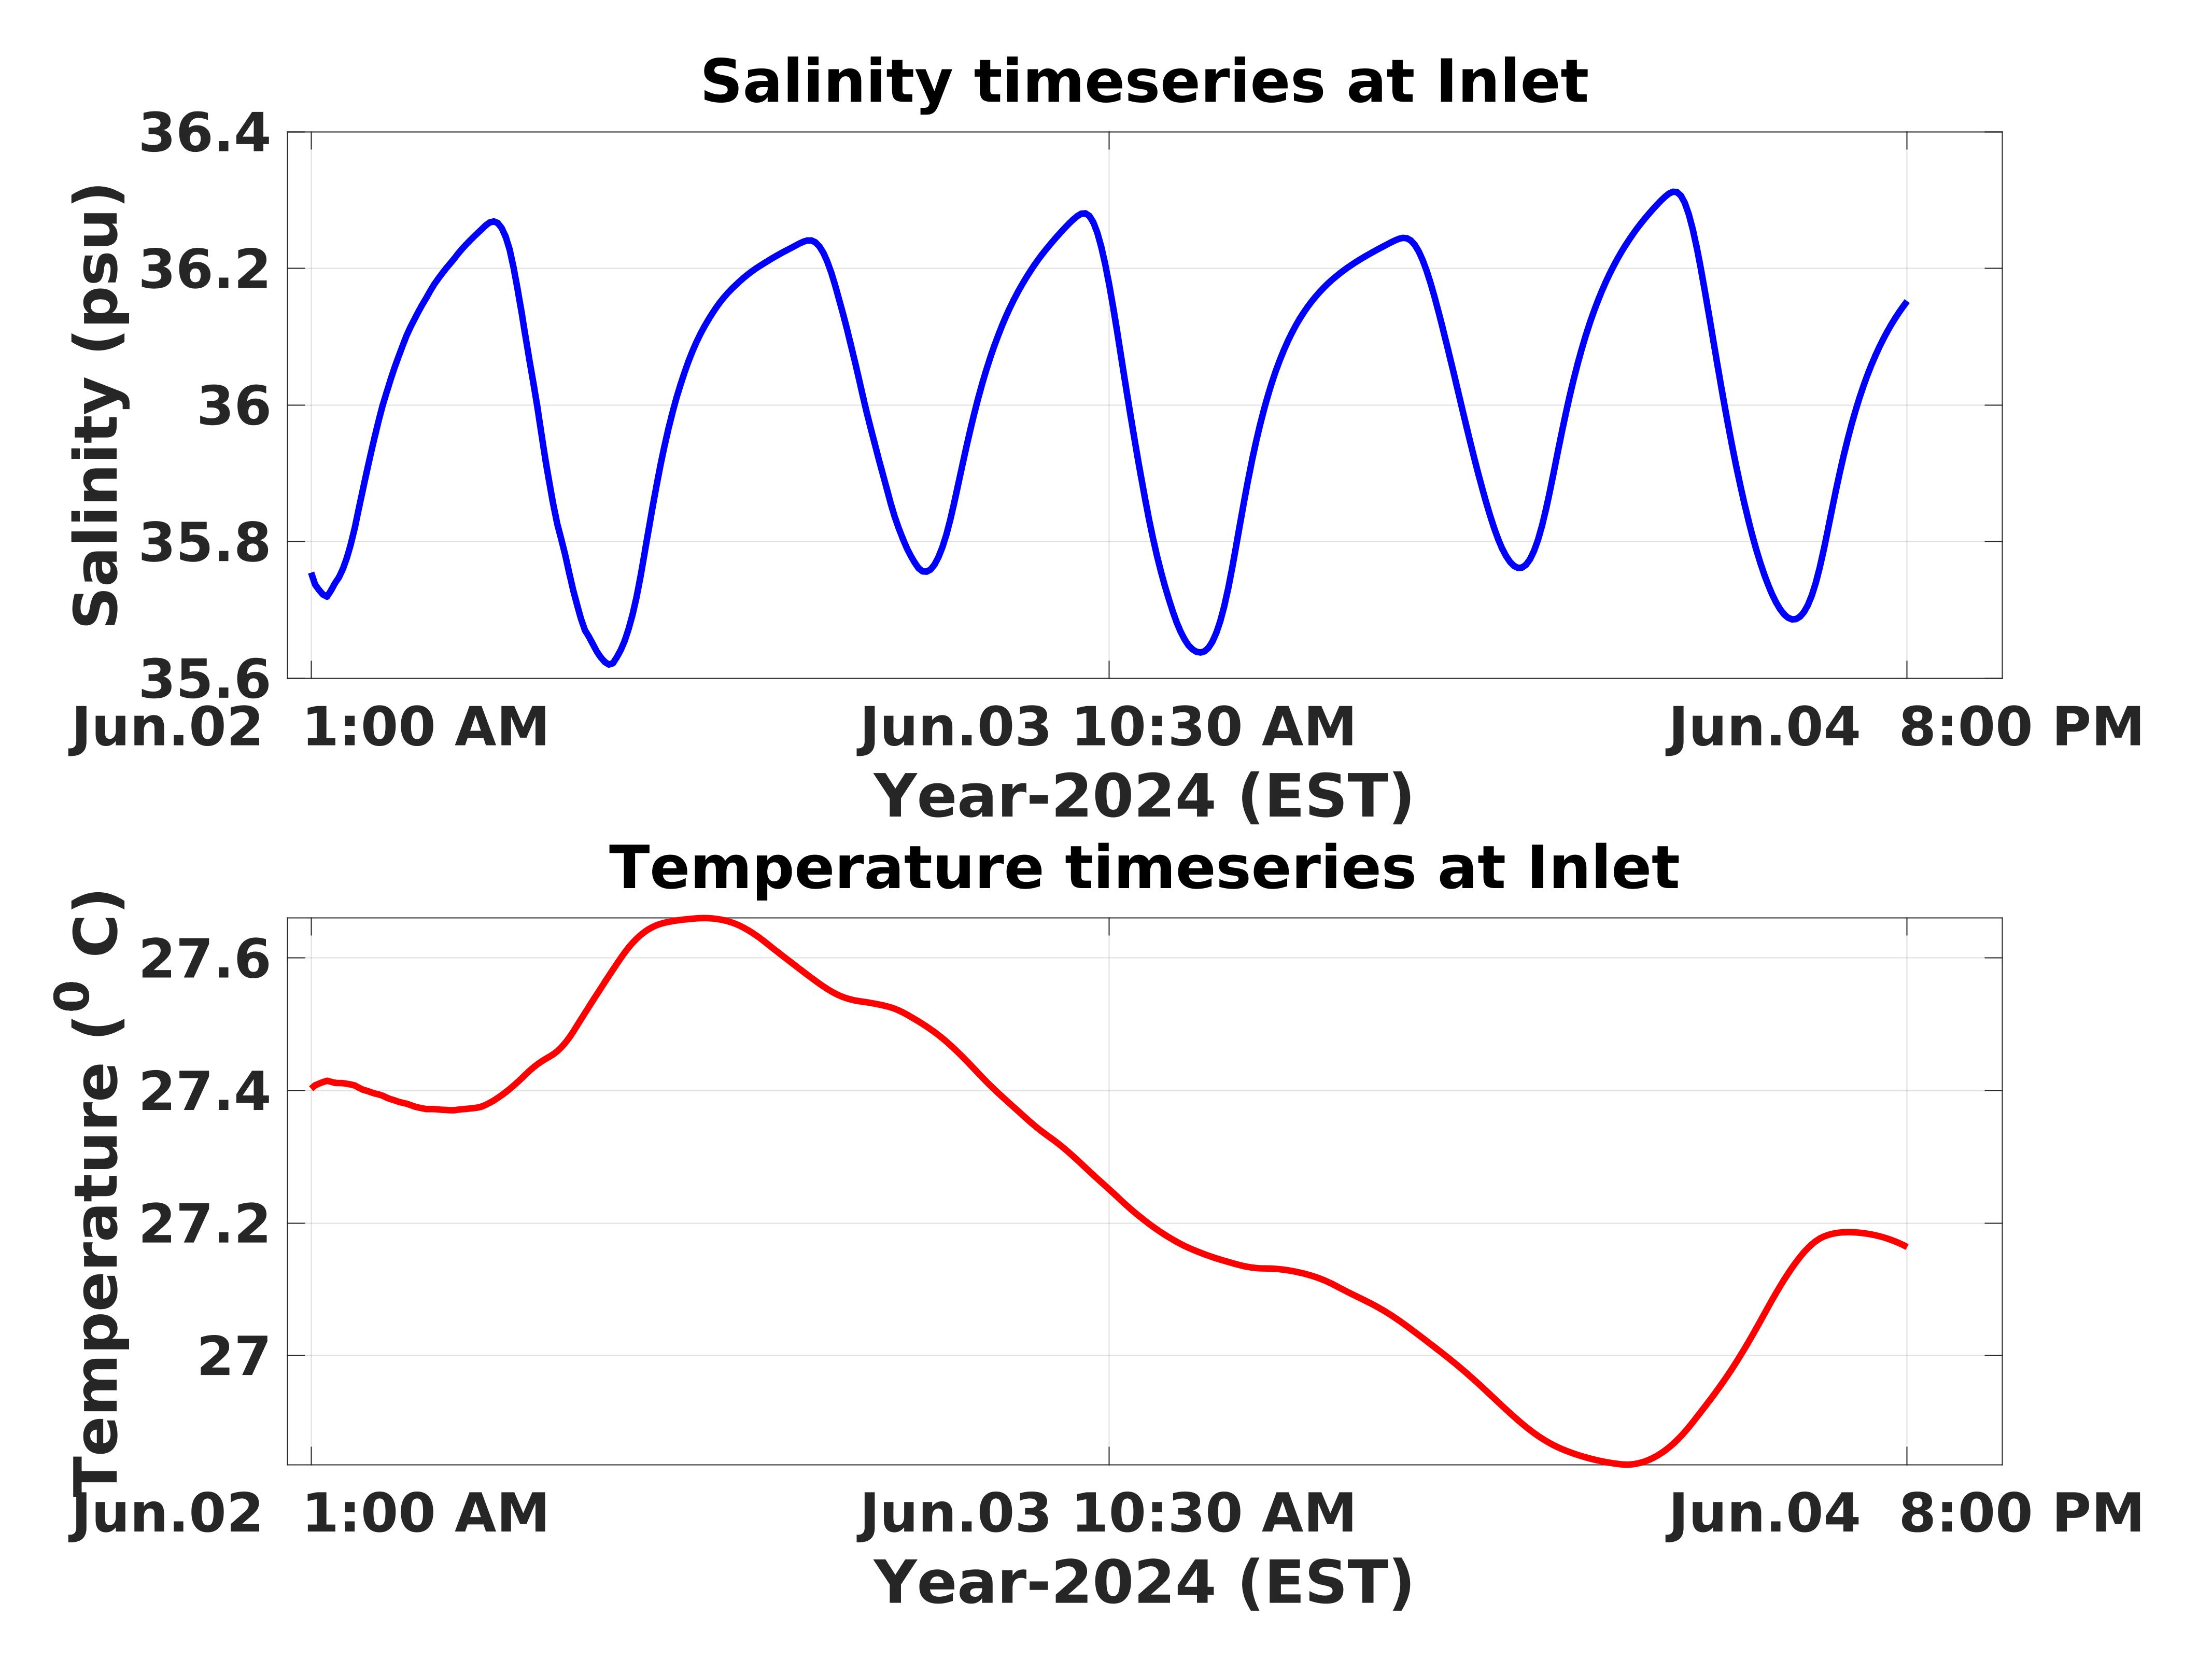 Salinity timeseries at Inlet
Salinity (psu)
36.4
36.2
36
35.8
35.6
Jun.02  1:00 AM
Jun.03 10:30 AM
Jun.04  8:00 PM
Year-2024 (EST)
Temperature timeseries at Inlet
Temperature (⁰ C)
27.6
27.4
27.2
27
Jun.02  1:00 AM
Jun.03 10:30 AM
Jun.04  8:00 PM
Year-2024 (EST)